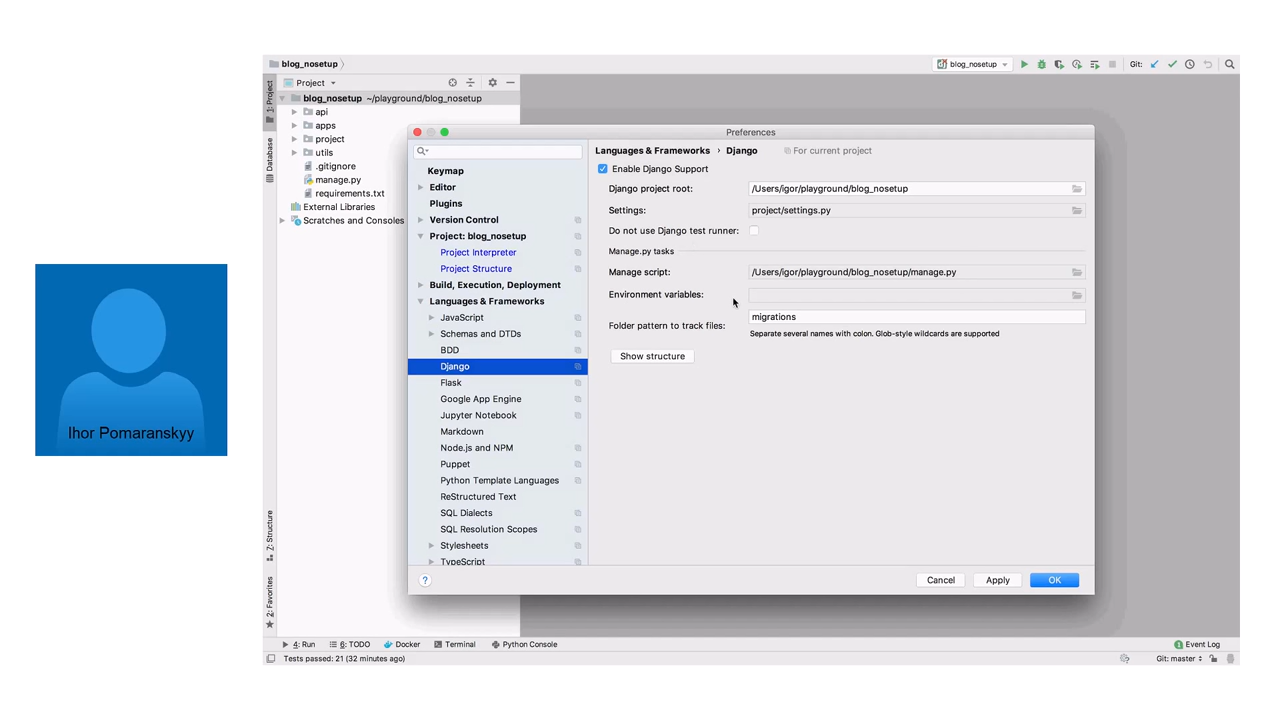 blog_nosetup
blog_nosetup
Git:
1: Project
Database
Z: Structure
2: Favorites
Project
blog_nosetup ~/playground/blog_nosetup
api
apps
project
utils
.gitignore
manage.py
requirements.txt
External Libraries
Scratches and Consoles
Ihor Pomaranskyy
Preferences
Keymap
Editor
Plugins
Version Control
Project: blog_nosetup
Project Interpreter
Project Structure
Build, Execution, Deployment
Languages & Frameworks
JavaScript
Schemas and DTDs
BDD
Django
Flask
Google App Engine
Jupyter Notebook
Markdown
Node.js and NPM
Puppet
Python Template Languages
ReStructured Text
SQL Dialects
SQL Resolution Scopes
Stylesheets
TypeScript
Languages & Frameworks › Django For current project
Enable Django Support
Django project root: /Users/igor/playground/blog_nosetup
Settings: project/settings.py
Do not use Django test runner:
Manage.py tasks
Manage script: /Users/igor/playground/blog_nosetup/manage.py
Environment variables:
Folder pattern to track files: migrations
Separate several names with colon. Glob-style wildcards are supported
Show structure
? Cancel Apply OK
4: Run 6: TODO Docker Terminal Python Console 1 Event Log
Tests passed: 21 (32 minutes ago) Git: master